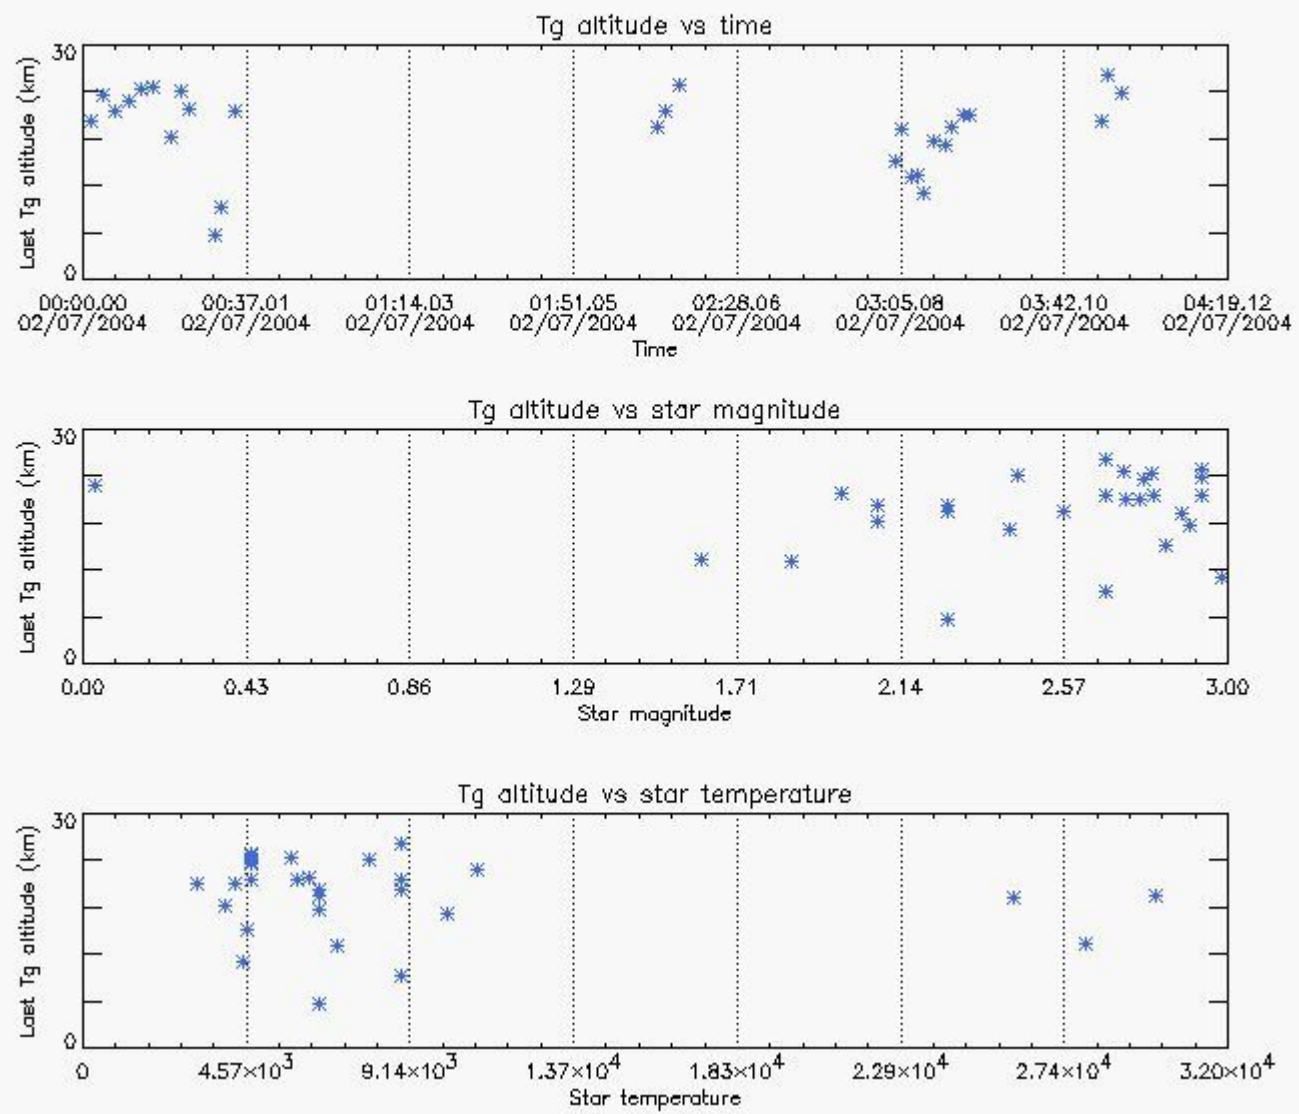 Tg altitude vs time
30
Last Tg altitude (km)
0
00:00.00 00:37.01 01:14.03 01:51.05 02:28.06 03:05.08 03:42.10 04:19.12
02/07/2004 02/07/2004 02/07/2004 02/07/2004 02/07/2004 02/07/2004 02/07/2004 02/07/2004
Time
Tg altitude vs star magnitude
30
Last Tg altitude (km)
0
0.00 0.43 0.86 1.29 1.71 2.14 2.57 3.00
Star magnitude
Tg altitude vs star temperature
30
Last Tg altitude (km)
0
0 4.57×10³ 9.14×10³ 1.37×10⁴ 1.83×10⁴ 2.29×10⁴ 2.74×10⁴ 3.20×10⁴
Star temperature